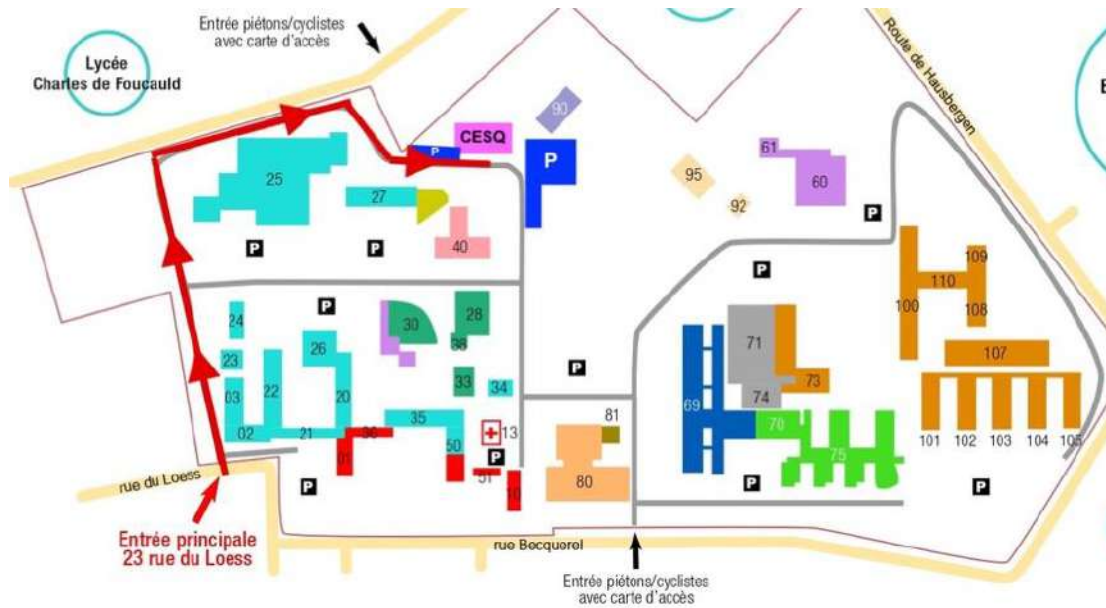 Entrée piétons/cyclistes
avec carte d'accès
Lycée
Charles de Foucauld
Route de Hausbergen
90
CESQ
P
P
61
60
95
92
P
25
27
40
P
P
P
109
110
100
108
107
24
P
30
28
38
26
23
33
34
P
71
73
74
69
03
22
20
35
81
70
101
102
103
104
105
02
21
36
13
01
50
P
75
51
10
80
P
P
P
rue du Loess
Entrée principale
23 rue du Loess
rue Becquerel
Entrée piétons/cyclistes
avec carte d'accès